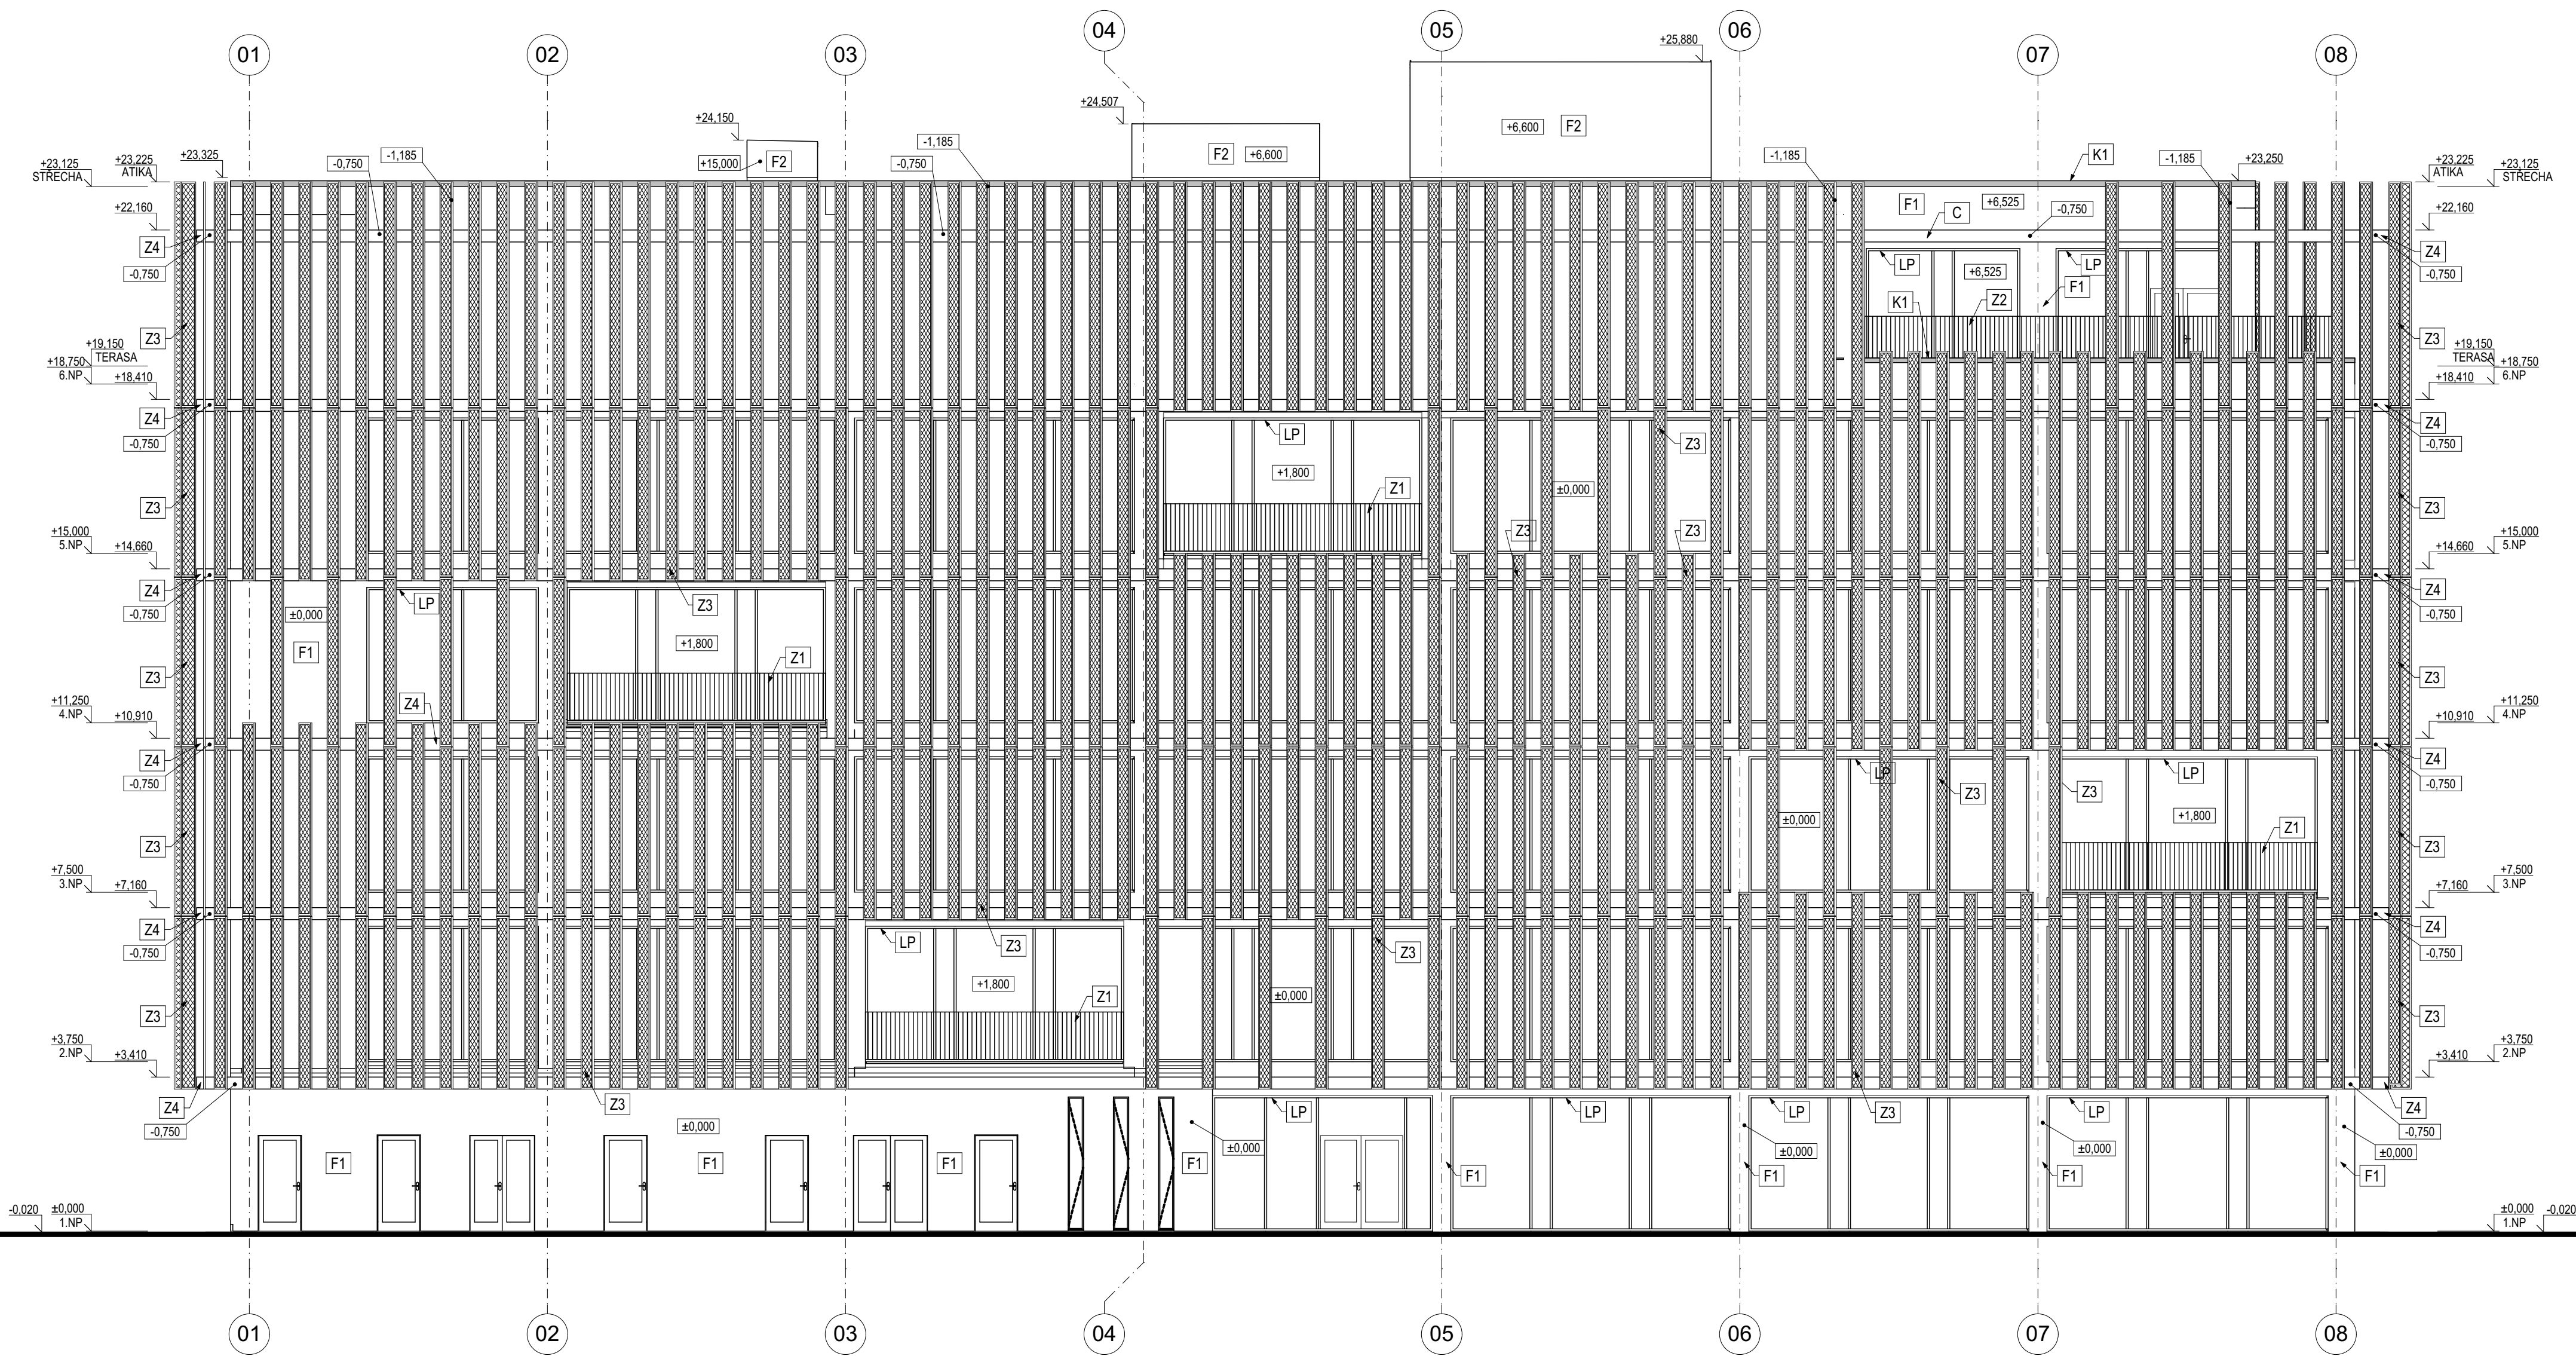 01 02 03 04 05 06 07 08
+25,880
+24,507
+24,150
+6,600 F2
F2 +6,600
+15,000 F2
-1,185 -1,185 -1,185 K1 -1,185 +23,250
-0,750 -0,750
+23,125 STŘECHA
+23,225 ATIKA
+23,325
+23,225 ATIKA
+23,125 STŘECHA
+22,160 F1 +6,525 +22,160
C -0,750
Z4 Z4
-0,750 -0,750
LP +6,525 LP
F1
K1 Z2
Z3 Z3
+19,150 TERASA
+18,750 6.NP
+18,410
+19,150 TERASA
+18,750 6.NP
+18,410
Z4 Z4
-0,750 -0,750
LP Z3
+1,800
Z1 ±0,000
Z3 Z3
Z3 Z3
+15,000 5.NP
+14,660
+15,000 5.NP
+14,660
Z4 Z4
-0,750 -0,750
LP Z3
±0,000
F1 +1,800
Z1
Z3 Z3
Z4
+11,250 4.NP
+10,910
+11,250 4.NP
+10,910
Z4 Z4
-0,750 -0,750
LP Z3 Z3 LP
±0,000 +1,800
Z1
Z3 Z3
+7,500 3.NP
+7,160
+7,500 3.NP
+7,160
Z4 Z4
-0,750 -0,750
LP Z3 Z3
+1,800
Z1 ±0,000
Z3 Z3
+3,750 2.NP
+3,410
+3,750 2.NP
+3,410
Z4 Z3 LP LP LP Z3 LP Z4
-0,750 ±0,000 ±0,000 ±0,000 ±0,000 ±0,000 -0,750
F1 F1 F1 F1 F1 F1 F1 F1
-0,020 ±0,000 1.NP
±0,000 1.NP -0,020
01 02 03 04 05 06 07 08